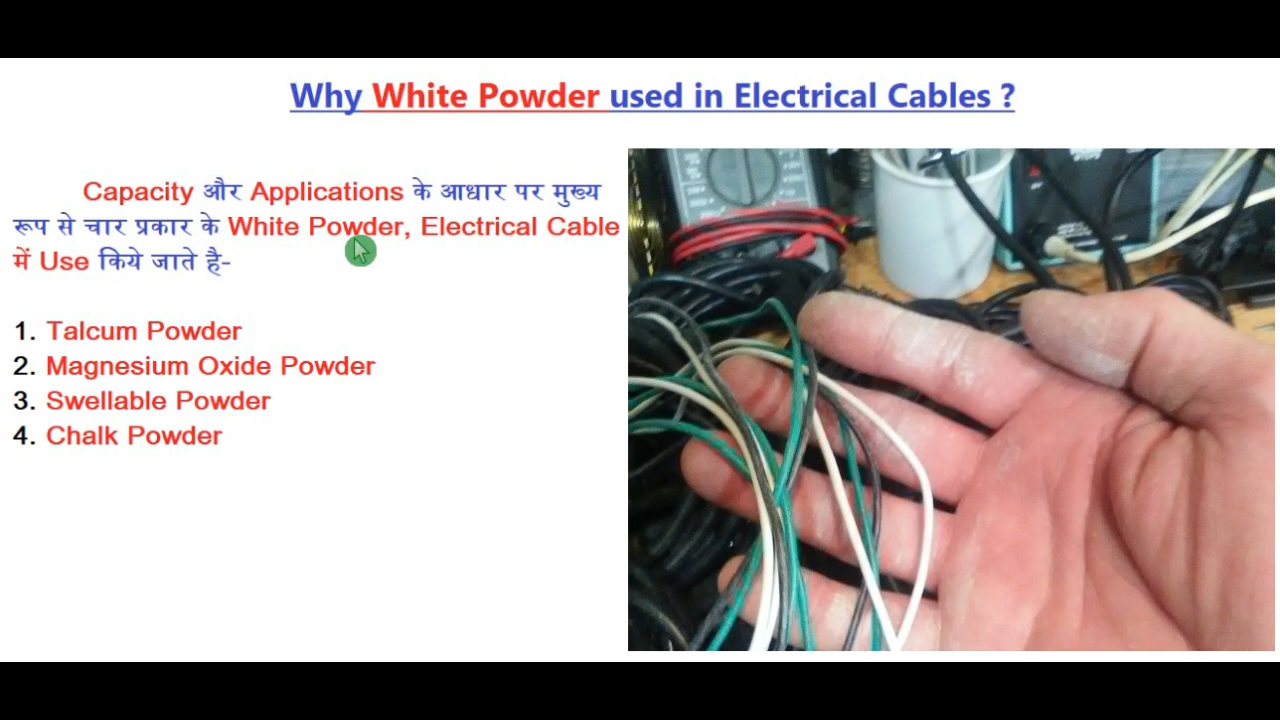 Why White Powder used in Electrical Cables ?
Capacity और Applications के आधार पर मुख्य
रूप से चार प्रकार के White Powder, Electrical Cable
में Use किये जाते है-
1. Talcum Powder
2. Magnesium Oxide Powder
3. Swellable Powder
4. Chalk Powder